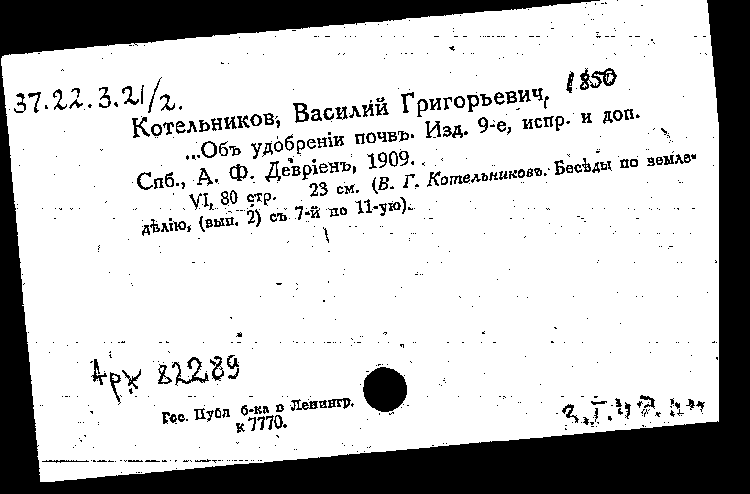 37.22.3.21/2.
Котельников, Василий Григорьевич, 1850
...Объ удобреніи почвъ. Изд. 9-е, испр. и доп.
Спб., А. Ф. Девріенъ, 1909.
VI, 80 стр. 23 см. (В. Г. Котельниковъ. Бесѣды по земле-
дѣлію, (вып. 2) съ 7-й по 11-ую).
Арх 82289
Гос. Публ б-ка в Ленингр.
к 7770.